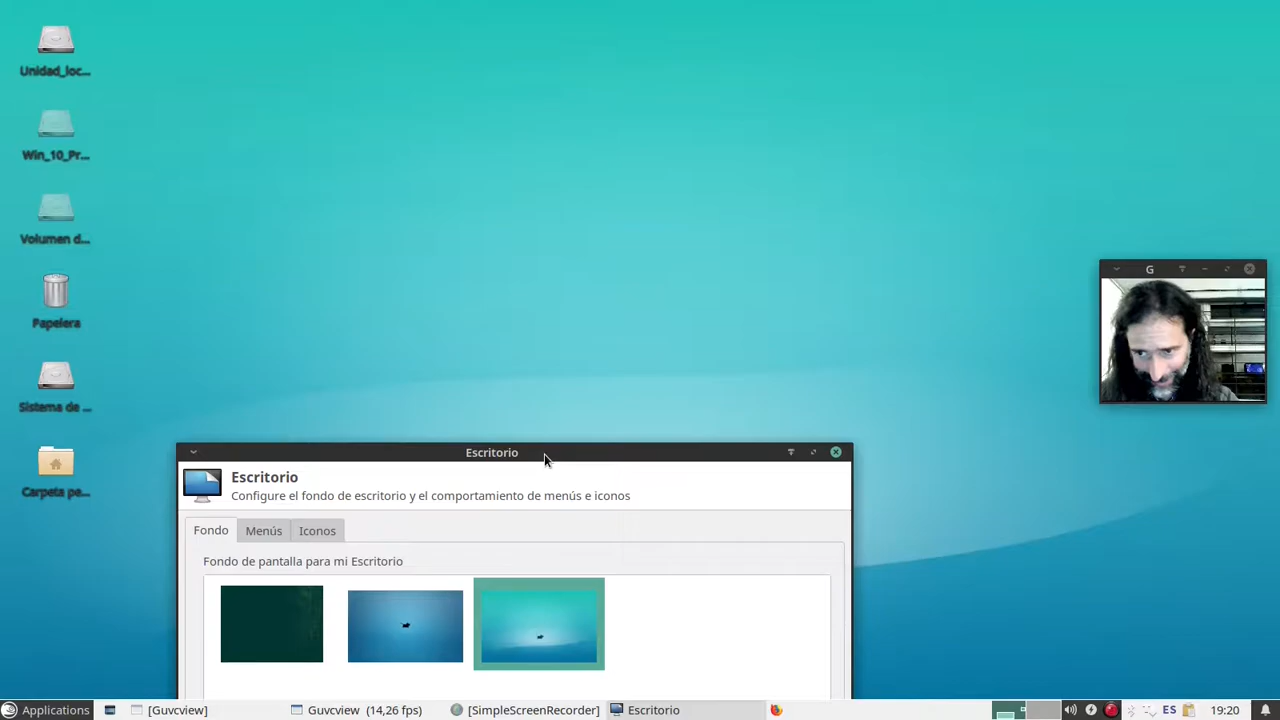 Unidad_loc...
Win_10_Pr...
Volumen d...
Papelera
Sistema de ...
Carpeta pe...
G
Escritorio
Escritorio
Configure el fondo de escritorio y el comportamiento de menús e iconos
Fondo Menús Iconos
Fondo de pantalla para mi Escritorio
Applications [Guvcview] Guvcview (14,26 fps) [SimpleScreenRecorder] Escritorio ES 19:20